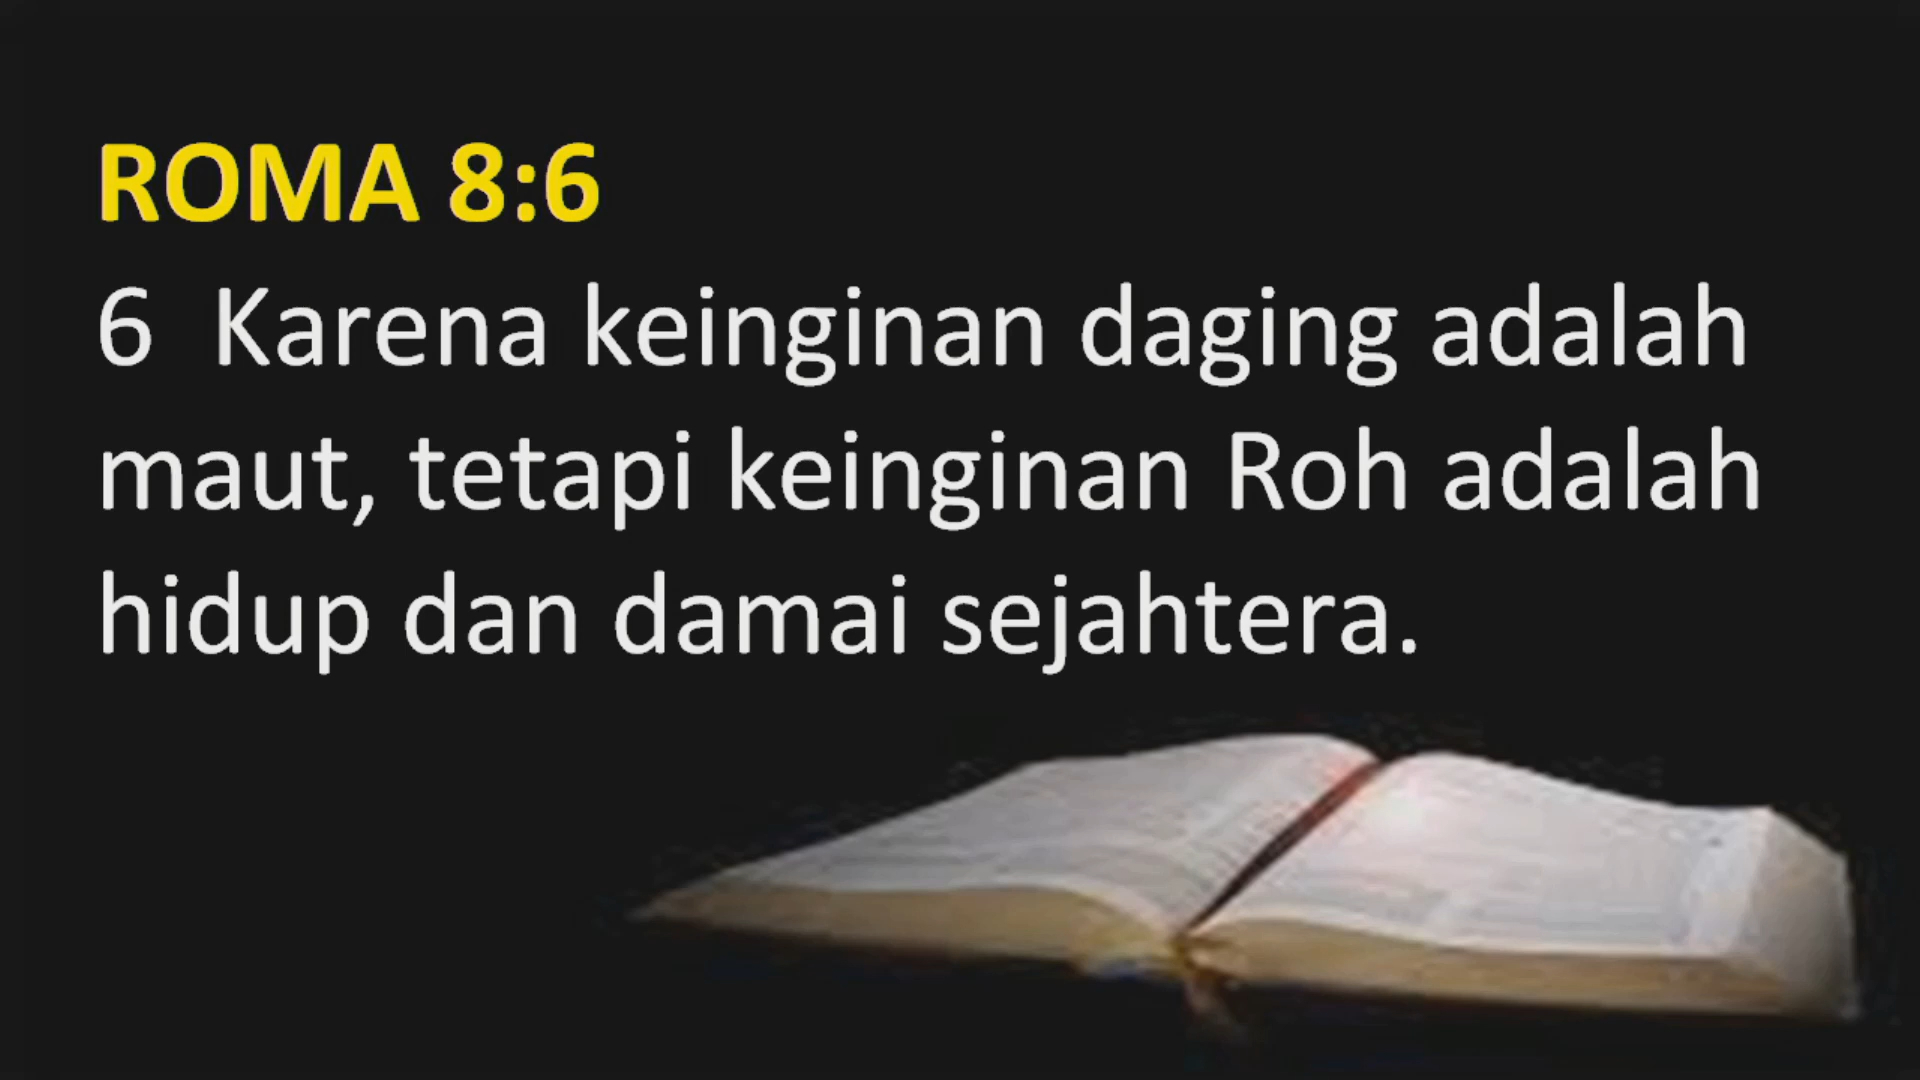 ROMA 8:6
6 Karena keinginan daging adalah
maut, tetapi keinginan Roh adalah
hidup dan damai sejahtera.